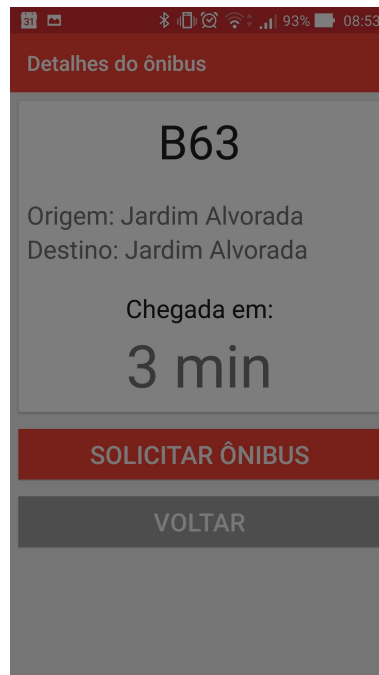 31 93% 08:53
Detalhes do ônibus
B63
Origem: Jardim Alvorada
Destino: Jardim Alvorada
Chegada em:
3 min
SOLICITAR ÔNIBUS
VOLTAR